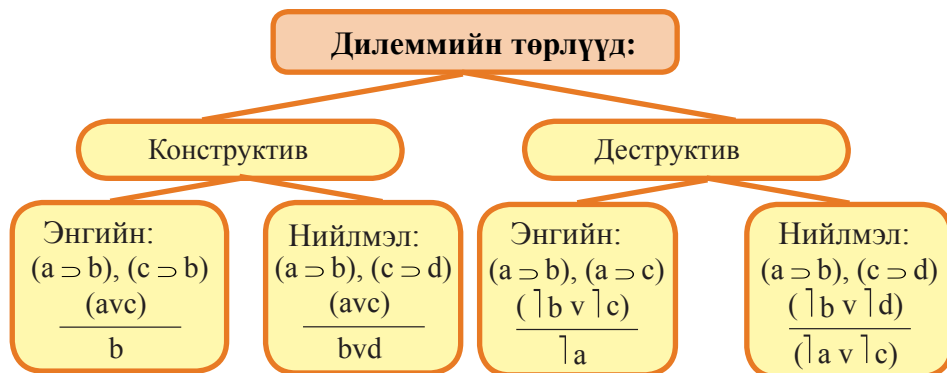 Дилеммийн төрлүүд:
Конструктив
Деструктив
Энгийн:
(a ⊃ b), (c ⊃ b)
(avc)
b
Нийлмэл:
(a ⊃ b), (c ⊃ d)
(avc)
bvd
Энгийн:
(a ⊃ b), (a ⊃ c)
(⎤b v ⎤c)
⎤a
Нийлмэл:
(a ⊃ b), (c ⊃ d)
(⎤b v ⎤d)
(⎤a v ⎤c)